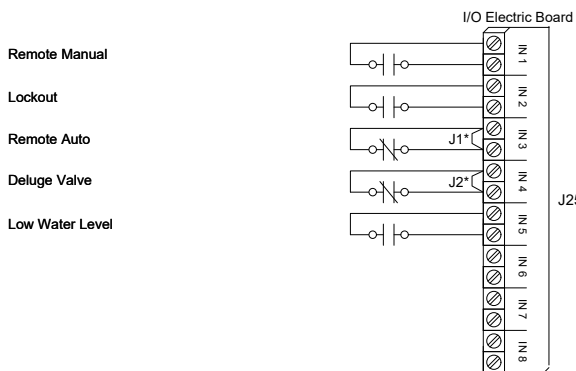 I/O Electric Board
Remote Manual
IN 1
Lockout
IN 2
Remote Auto
J1*
IN 3
Deluge Valve
J2*
IN 4
J25
Low Water Level
IN 5
IN 6
IN 7
IN 8